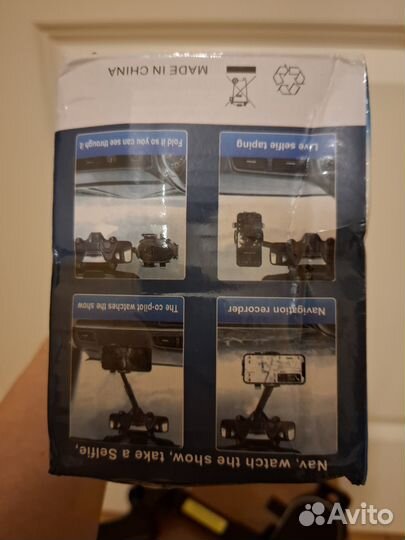 Nav, watch the show, take a Selfie,
Navigation recorder
The co-pilot watches the show
Live selfie taping
Fold it so you can see through it
MADE IN CHINA
Avito